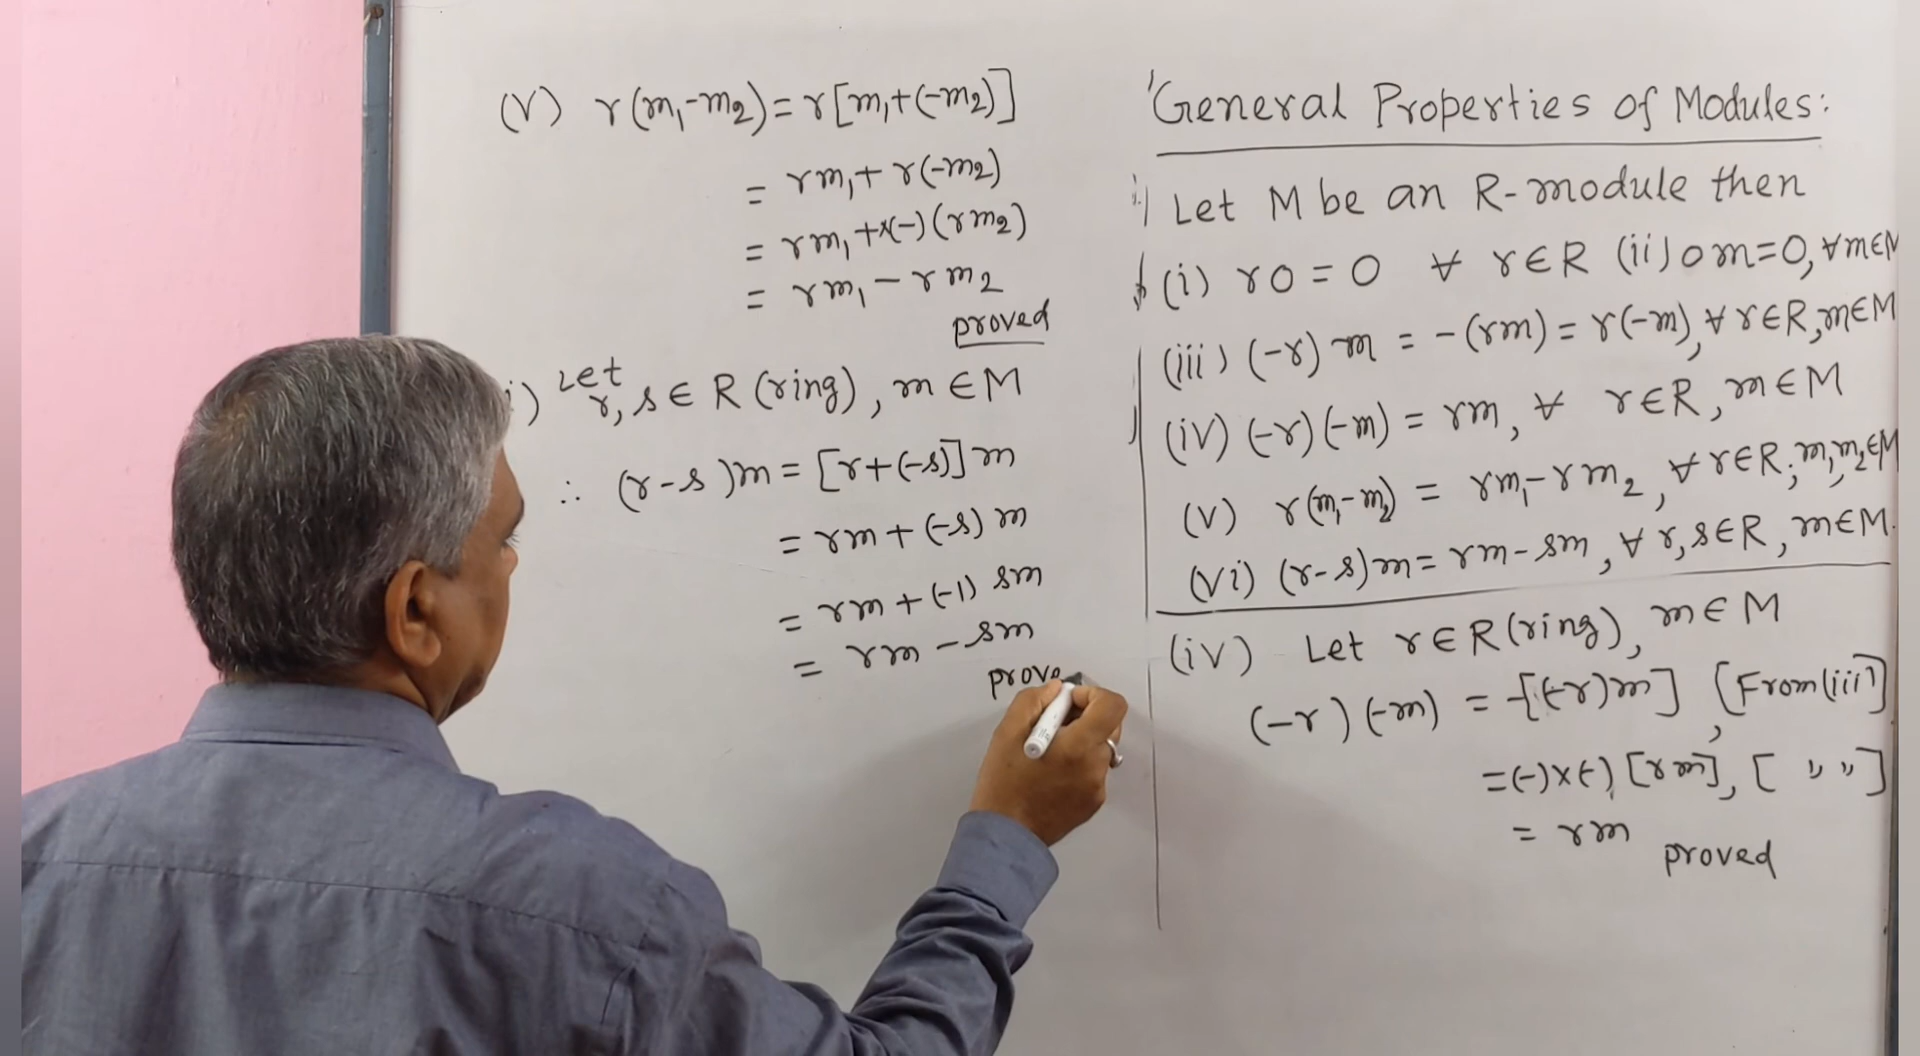 General Properties of Modules:
Let M be an R-module then
(i) r0 = 0 ∀ r∈R (ii) 0m=0, ∀m∈M
(iii) (-r) m = -(rm) = r(-m), ∀ r∈R, m∈M
(iv) (-r)(-m) = rm, ∀ r∈R, m∈M
(v) r(m₁-m₂) = rm₁-rm₂, ∀ r∈R; m₁,m₂∈M
(vi) (r-s)m = rm-sm, ∀ r,s∈R, m∈M.
(iv) Let r∈R(ring), m∈M
(-r)(-m) = -[(-r)m], [From(iii)]
=(-)×(-) [rm], [ " " ]
= rm
proved
(v) r(m₁-m₂) = r[m₁+(-m₂)]
= rm₁+ r(-m₂)
= rm₁+×(-)(rm₂)
= rm₁-rm₂
proved
i) Let r, s∈R (ring), m∈M
∴ (r-s)m = [r+(-s)]m
= rm+(-s)m
= rm+(-1) sm
= rm-sm
prove